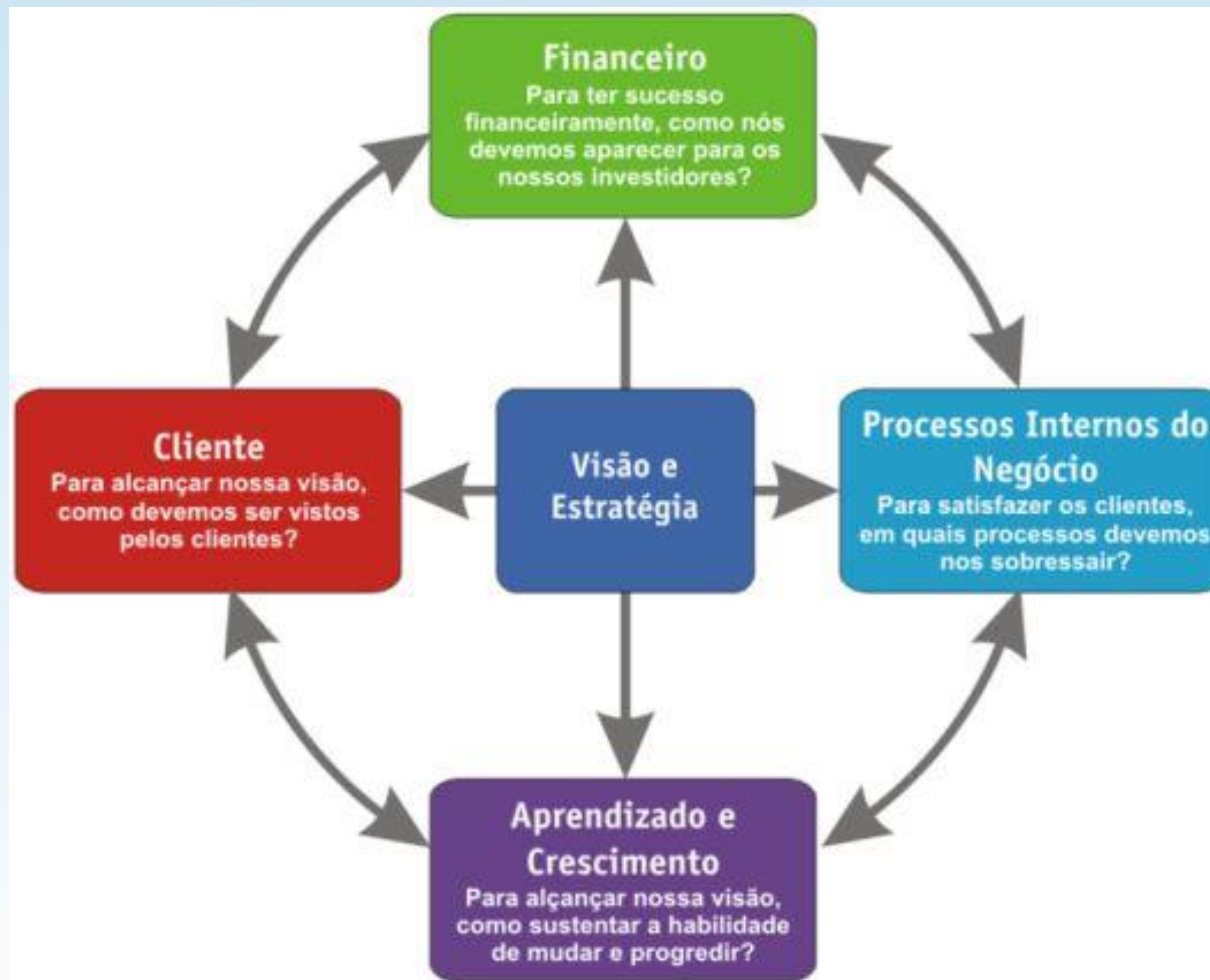 Financeiro
Para ter sucesso
financeiramente, como nós
devemos aparecer para os
nossos investidores?
Cliente
Para alcançar nossa visão,
como devemos ser vistos
pelos clientes?
Visão e
Estratégia
Processos Internos do
Negócio
Para satisfazer os clientes,
em quais processos devemos
nos sobressair?
Aprendizado e
Crescimento
Para alçançar nossa visão,
como sustentar a habilidade
de mudar e progredir?